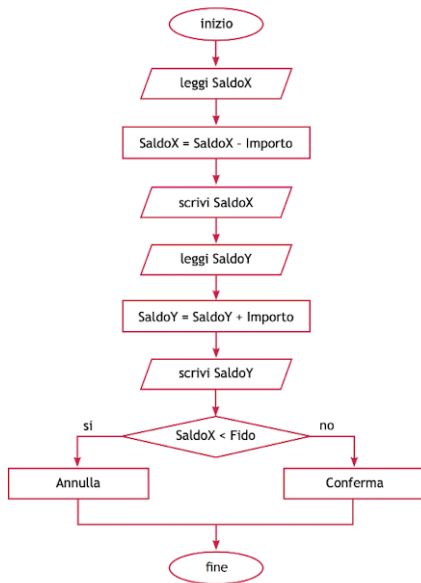 inizio
leggi SaldoX
SaldoX = SaldoX - Importo
scrivi SaldoX
leggi SaldoY
SaldoY = SaldoY + Importo
scrivi SaldoY
si
SaldoX < Fido
no
Annulla
Conferma
fine